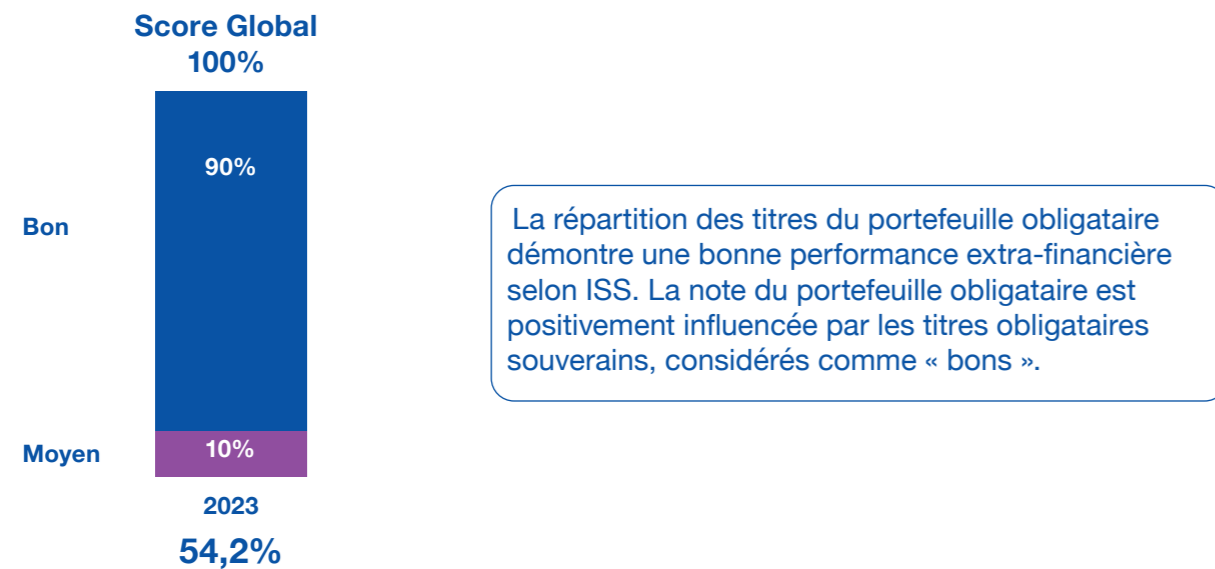 Score Global
100%
90%
Bon
La répartition des titres du portefeuille obligataire
démontre une bonne performance extra-financière
selon ISS. La note du portefeuille obligataire est
positivement influencée par les titres obligataires
souverains, considérés comme « bons ».
Moyen
10%
2023
54,2%